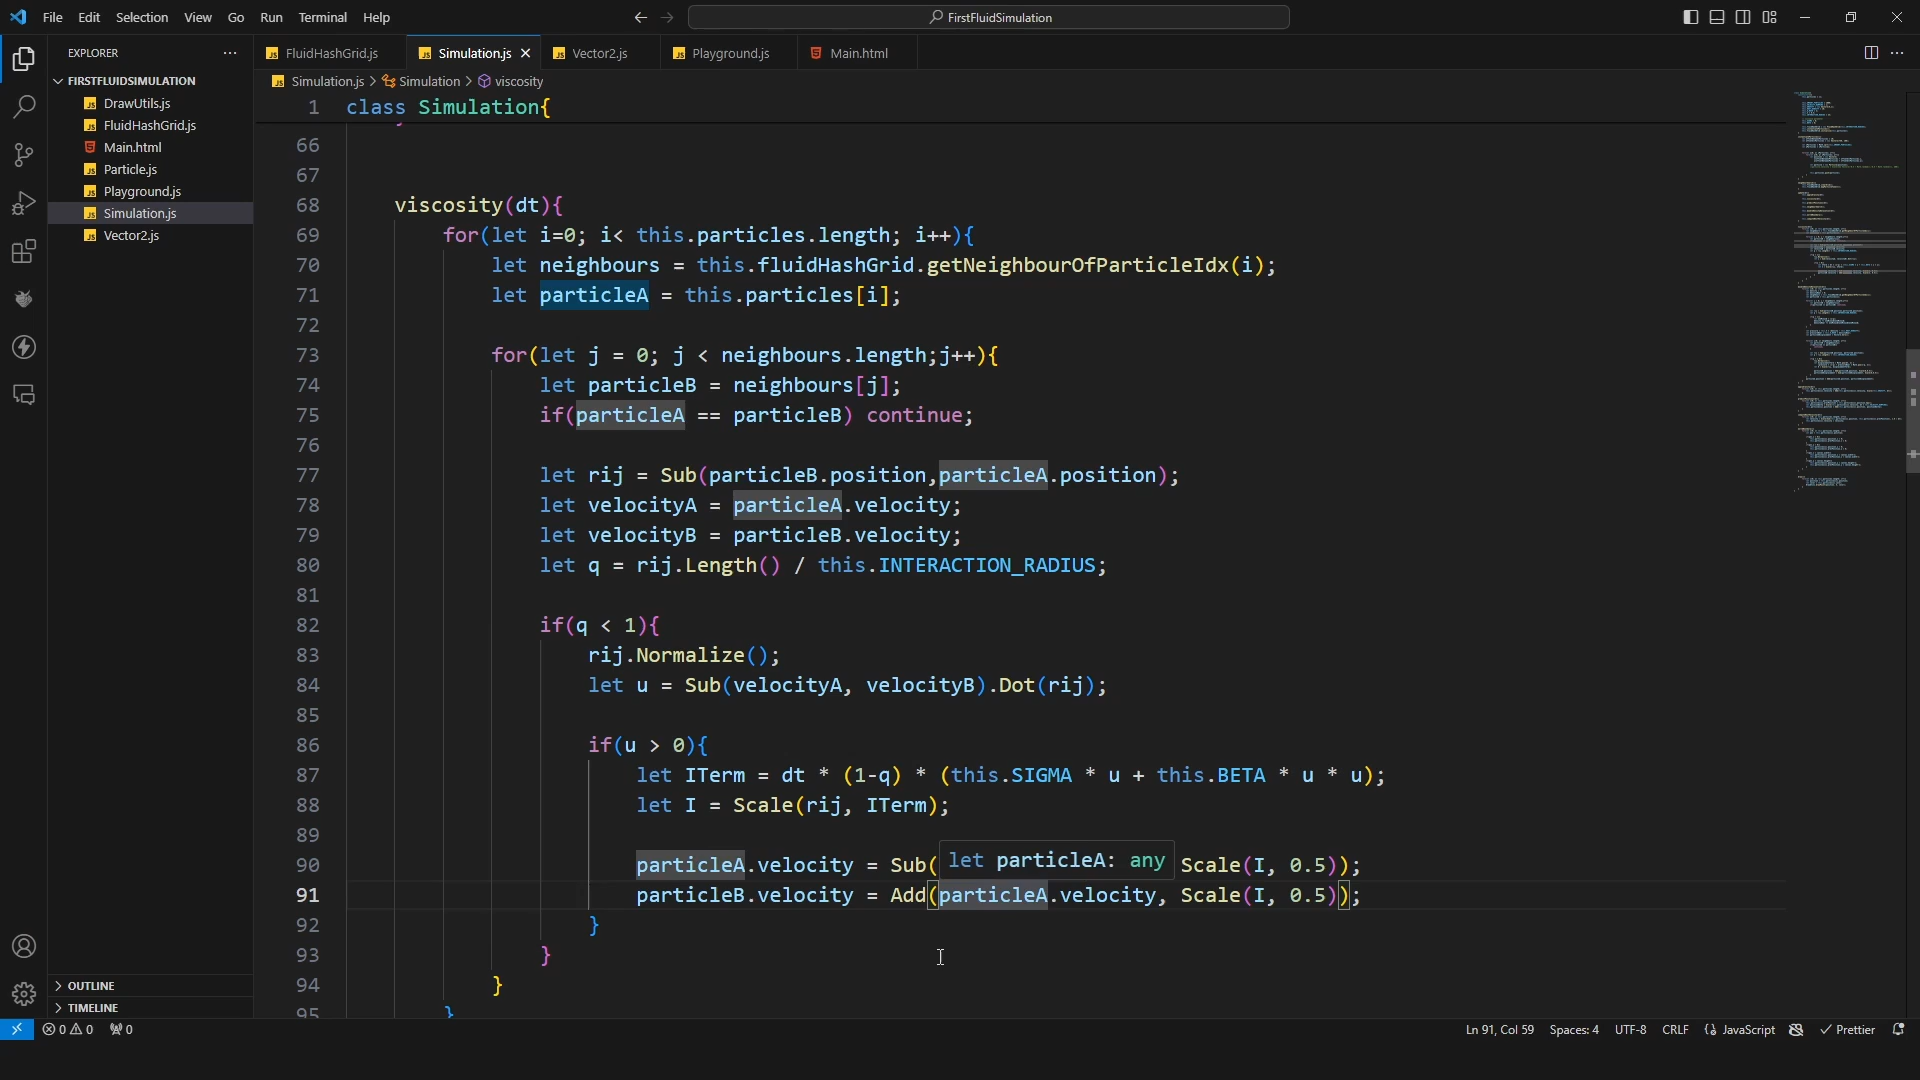 File Edit Selection View Go Run Terminal Help
FirstFluidSimulation
EXPLORER
FluidHashGrid.js
Simulation.js
Vector2.js
Playground.js
Main.html
FIRSTFLUIDSIMULATION
Simulation.js > Simulation > viscosity
DrawUtils.js
FluidHashGrid.js
Main.html
Particle.js
Playground.js
Simulation.js
Vector2.js
OUTLINE
TIMELINE
1 class Simulation{
66
67
68 viscosity(dt){
69 for(let i=0; i< this.particles.length; i++){
70 let neighbours = this.fluidHashGrid.getNeighbourOfParticleIdx(i);
71 let particleA = this.particles[i];
72
73 for(let j = 0; j < neighbours.length;j++){
74 let particleB = neighbours[j];
75 if(particleA == particleB) continue;
76
77 let rij = Sub(particleB.position,particleA.position);
78 let velocityA = particleA.velocity;
79 let velocityB = particleB.velocity;
80 let q = rij.Length() / this.INTERACTION_RADIUS;
81
82 if(q < 1){
83 rij.Normalize();
84 let u = Sub(velocityA, velocityB).Dot(rij);
85
86 if(u > 0){
87 let ITerm = dt * (1-q) * (this.SIGMA * u + this.BETA * u * u);
88 let I = Scale(rij, ITerm);
89
let particleA: any
90 particleA.velocity = Sub( Scale(I, 0.5));
91 particleB.velocity = Add(particleA.velocity, Scale(I, 0.5));
92 }
93 }
94 }
95 }
0 0 0
Ln 91, Col 59 Spaces: 4 UTF-8 CRLF JavaScript Prettier